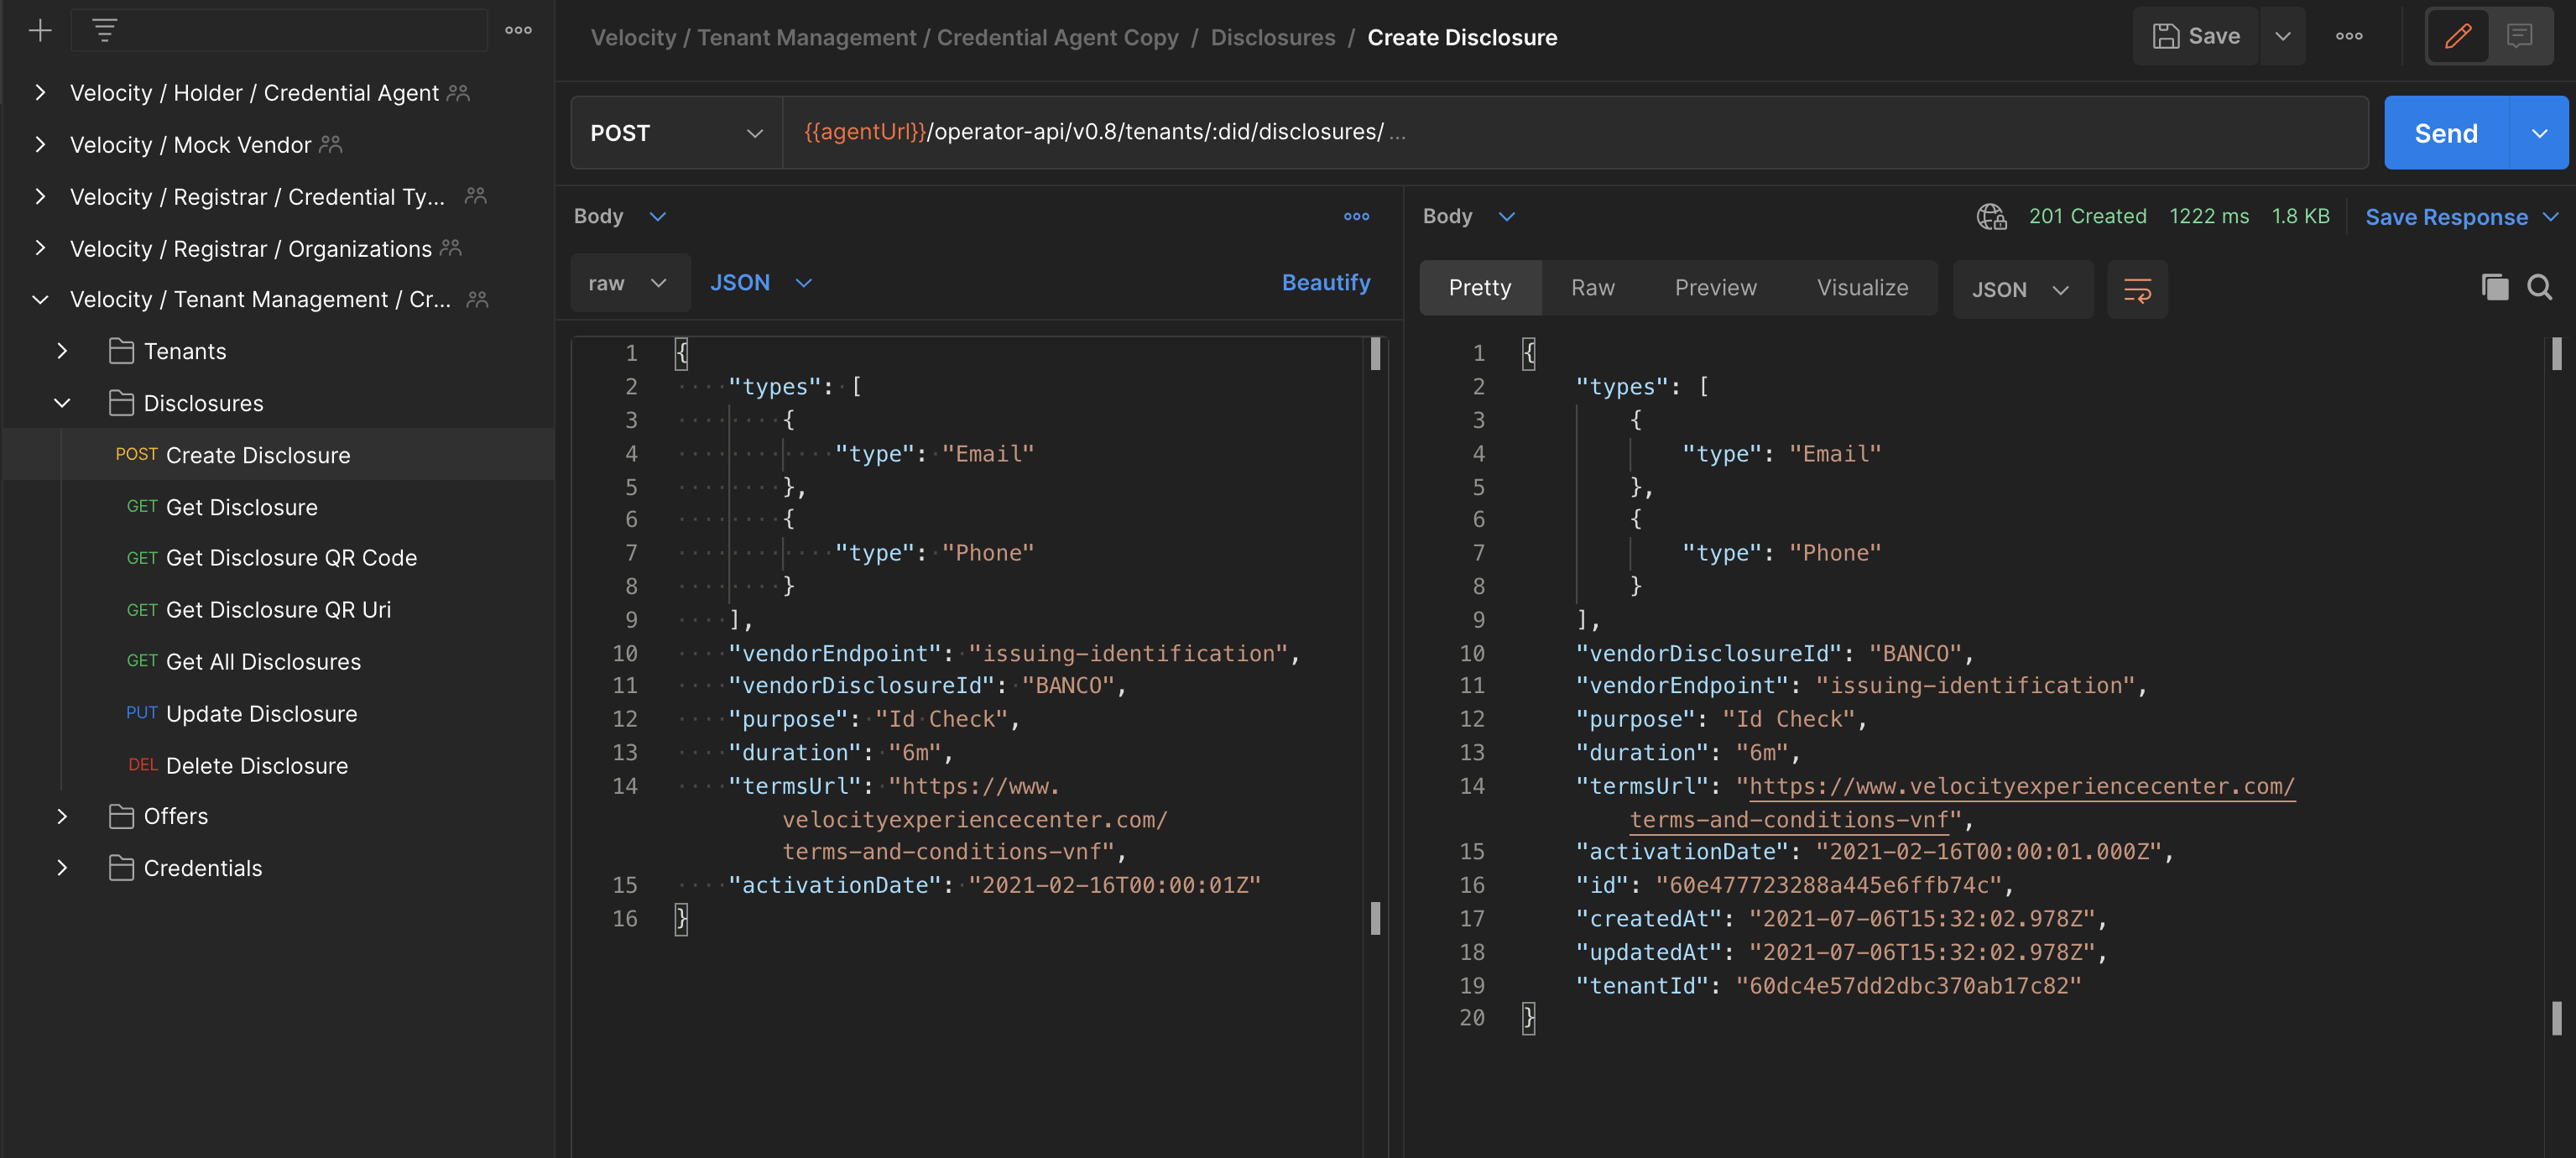 Velocity / Tenant Management / Credential Agent Copy / Disclosures / Create Disclosure
Save
Velocity / Holder / Credential Agent
Velocity / Mock Vendor
Velocity / Registrar / Credential Ty...
Velocity / Registrar / Organizations
Velocity / Tenant Management / Cr...
Tenants
Disclosures
POST Create Disclosure
GET Get Disclosure
GET Get Disclosure QR Code
GET Get Disclosure QR Uri
GET Get All Disclosures
PUT Update Disclosure
DEL Delete Disclosure
Offers
Credentials
POST
{{agentUrl}}/operator-api/v0.8/tenants/:did/disclosures/ ...
Send
Body
raw
JSON
Beautify
1 {
2 "types": [
3 {
4 "type": "Email"
5 },
6 {
7 "type": "Phone"
8 }
9 ],
10 "vendorEndpoint": "issuing-identification",
11 "vendorDisclosureId": "BANCO",
12 "purpose": "Id Check",
13 "duration": "6m",
14 "termsUrl": "https://www.
velocityexperiencecenter.com/
terms-and-conditions-vnf",
15 "activationDate": "2021-02-16T00:00:01Z"
16 }
Body
201 Created 1222 ms 1.8 KB
Save Response
Pretty Raw Preview Visualize
JSON
1 {
2 "types": [
3 {
4 "type": "Email"
5 },
6 {
7 "type": "Phone"
8 }
9 ],
10 "vendorDisclosureId": "BANCO",
11 "vendorEndpoint": "issuing-identification",
12 "purpose": "Id Check",
13 "duration": "6m",
14 "termsUrl": "https://www.velocityexperiencecenter.com/
terms-and-conditions-vnf",
15 "activationDate": "2021-02-16T00:00:01.000Z",
16 "id": "60e477723288a445e6ffb74c",
17 "createdAt": "2021-07-06T15:32:02.978Z",
18 "updatedAt": "2021-07-06T15:32:02.978Z",
19 "tenantId": "60dc4e57dd2dbc370ab17c82"
20 }